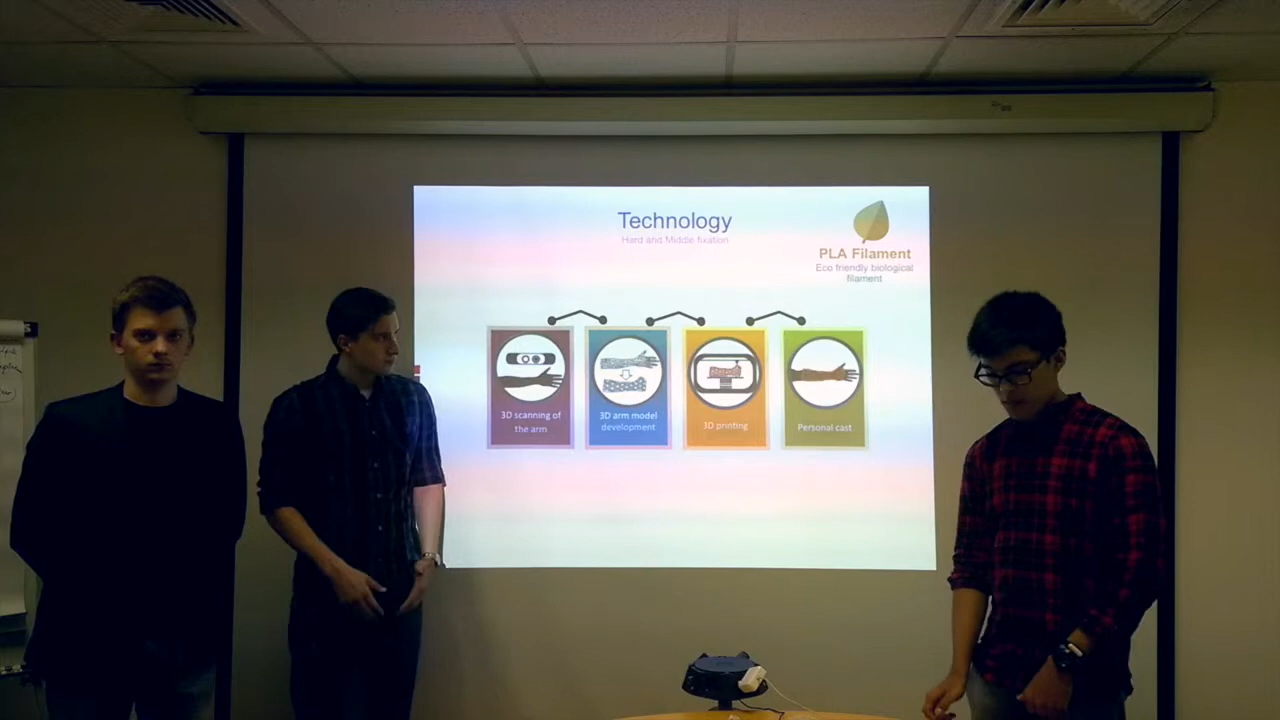 Technology
Hard and Middle fixation
PLA Filament
Eco friendly biological
filament
3D scanning of
the arm
3D arm model
development
3D printing
Personal cast